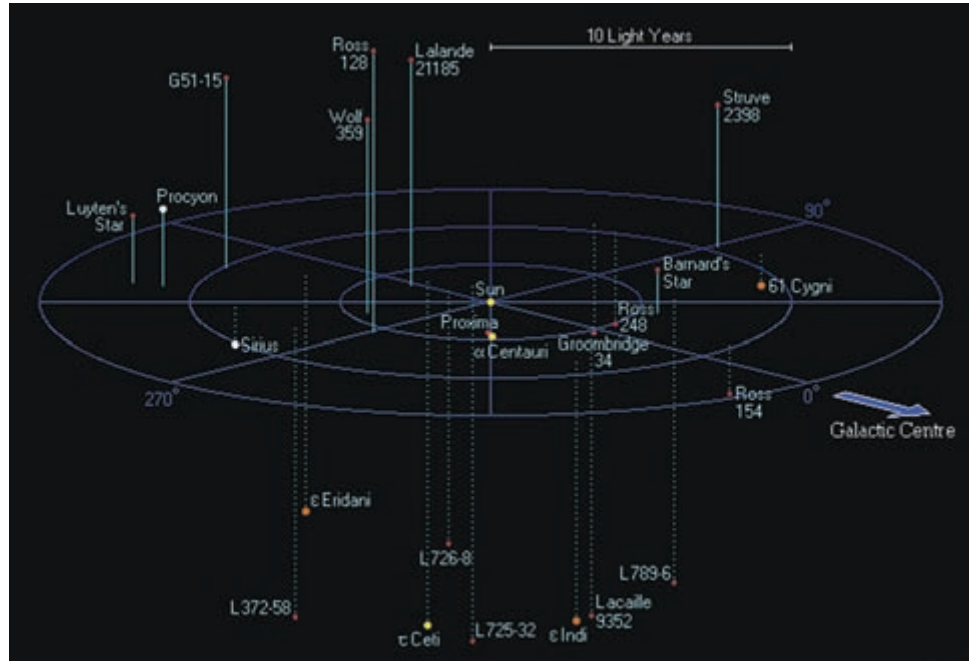 10 Light Years
Ross
128
Lalande
21185
G51-15
Struve
2398
Wolf
359
Procyon
Luyten's
Star
90°
Barnard's
Star
61 Cygni
Sun
Sirius
Proxima
α Centauri
Ross
248
Groombridge
34
270°
0°
Ross
154
Galactic Centre
ε Eridani
L726-8
L789-6
L372-58
Lacaille
9352
τ Ceti
L725-32
ε Indi